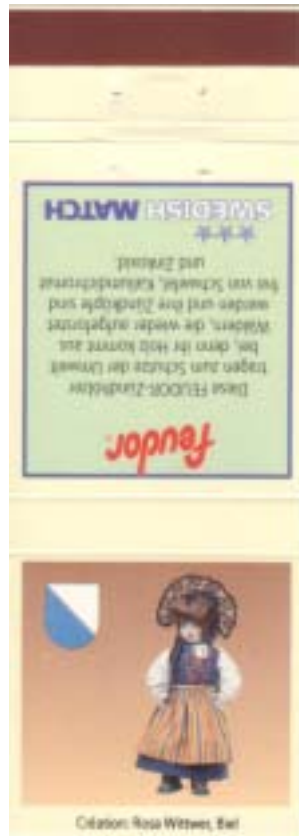 feudor
Diese FEUDOR-Zündhölzer
tragen zum Schutze der Umwelt
bei, denn ihr Holz kommt aus
Wäldern, die wieder aufgeforstet
werden und ihre Zündköpfe sind
frei von Schwefel, Kaliumdichromat
und Zinkoxid
SWEDISH MATCH
Création: Rosa Wittwer, Biel